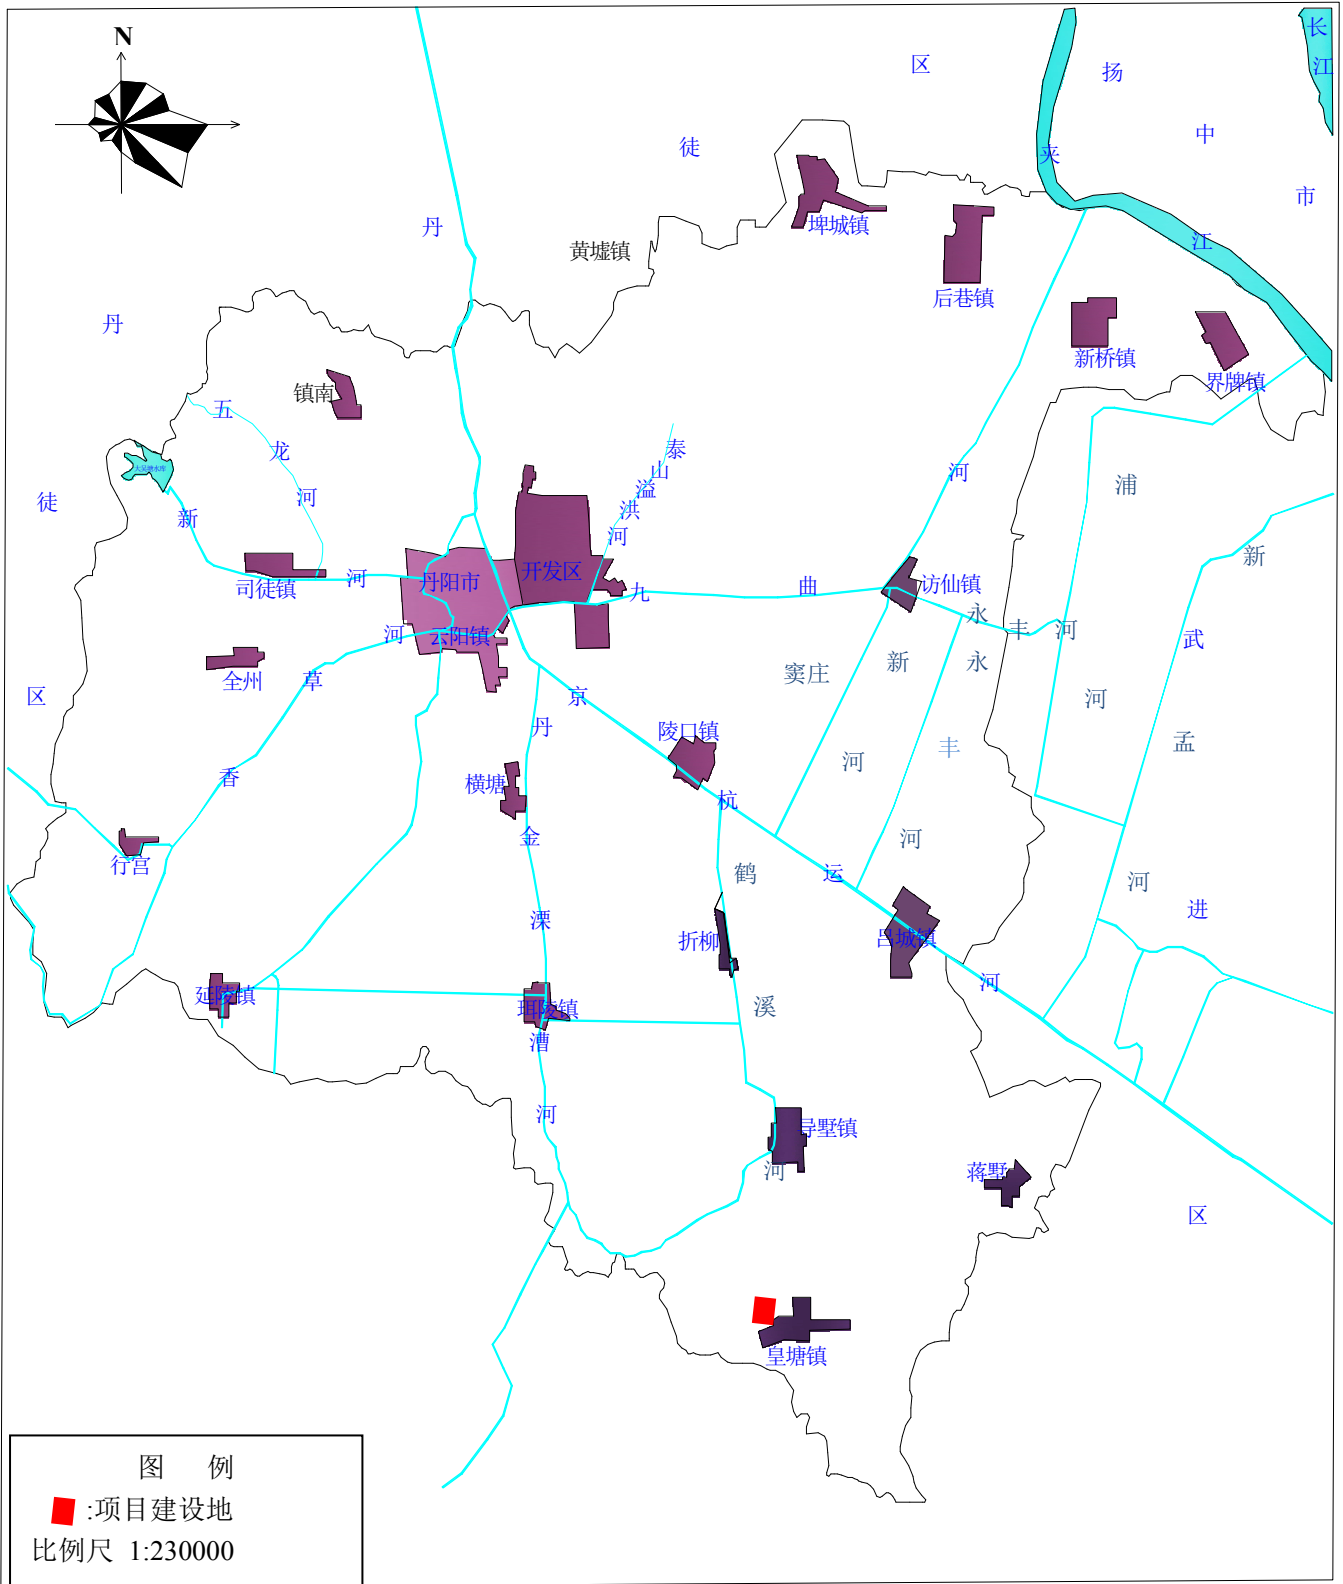 N
长江
扬中市
夹江
丹徒区
丹徒区
黄墟镇
埤城镇
后巷镇
新桥镇
界牌镇
镇南
五龙河
大吴塘水库
新河
司徒镇
泰山溢洪河
丹阳市
开发区
云阳镇
九曲河
访仙镇
永丰河
浦河
新孟河
武进区
全州
香草河
窦庄
新河
永丰河
京杭运河
陵口镇
横塘
丹金溧漕河
行宫
鹤溪河
折柳
吕城镇
延陵镇
珥陵镇
导墅镇
蒋墅
皇塘镇
图 例
:项目建设地
比例尺 1:230000